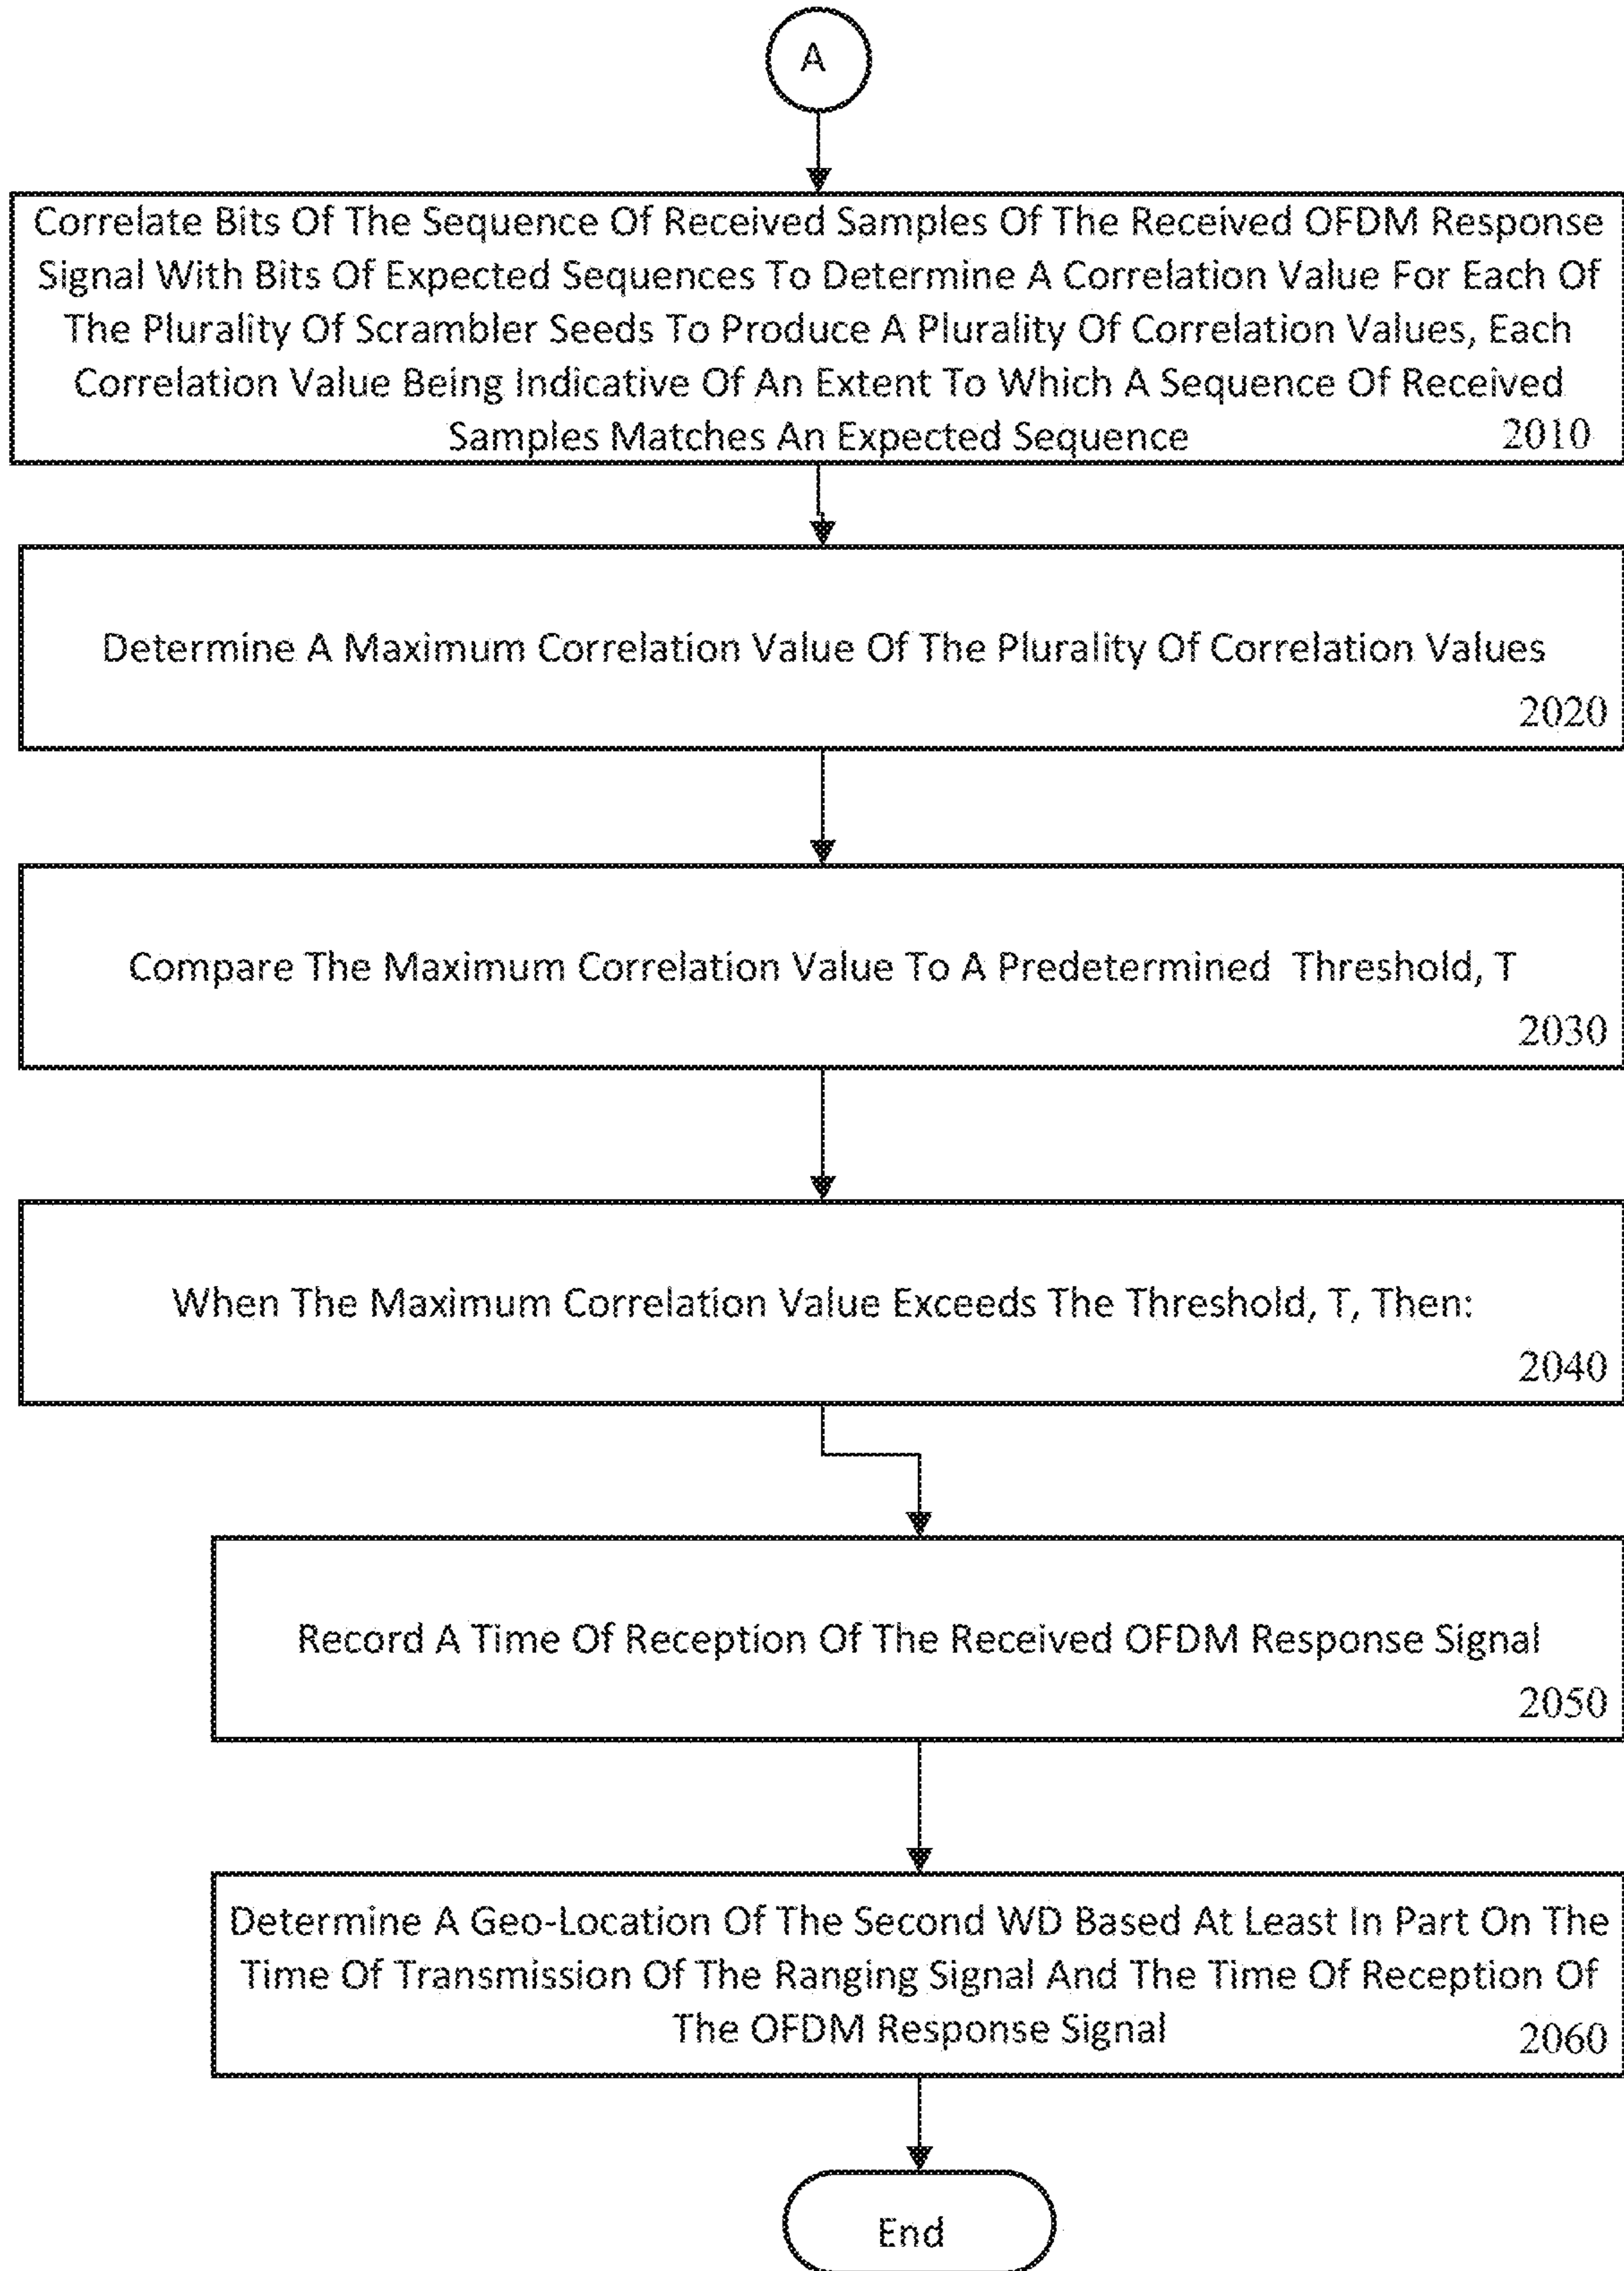 A
Correlate Bits Of The Sequence Of Received Samples Of The Received OFDM Response
Signal With Bits Of Expected Sequences To Determine A Correlation Value For Each Of
The Plurality Of Scrambler Seeds To Produce A Plurality Of Correlation Values, Each
Correlation Value Being Indicative Of An Extent To Which A Sequence Of Received
Samples Matches An Expected Sequence 2010
Determine A Maximum Correlation Value Of The Plurality Of Correlation Values
2020
Compare The Maximum Correlation Value To A Predetermined Threshold, T
2030
When The Maximum Correlation Value Exceeds The Threshold, T, Then:
2040
Record A Time Of Reception Of The Received OFDM Response Signal
2050
Determine A Geo-Location Of The Second WD Based At Least In Part On The
Time Of Transmission Of The Ranging Signal And The Time Of Reception Of
The OFDM Response Signal 2060
End